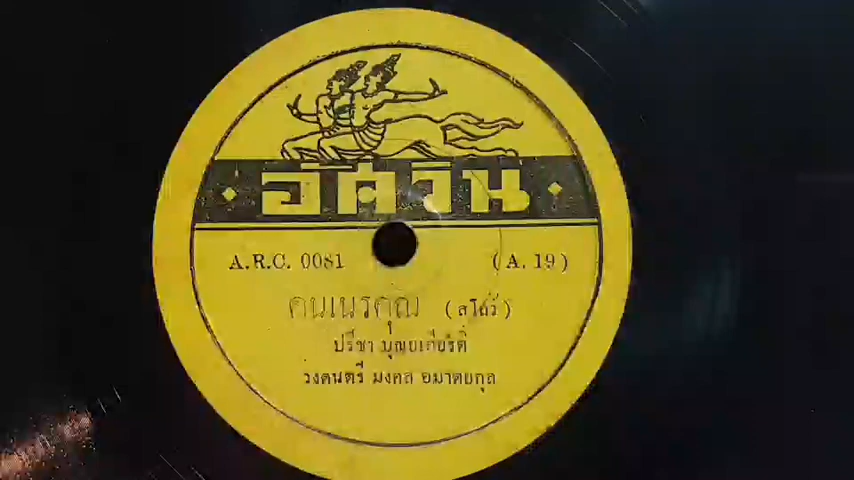 อัศวิน
A.R.C. 0081 (A. 19)
คนเนรคุณ (สโลว์)
ปรีชา บุณยเกียรติ
วงดนตรี มงคล อมาตยกุล